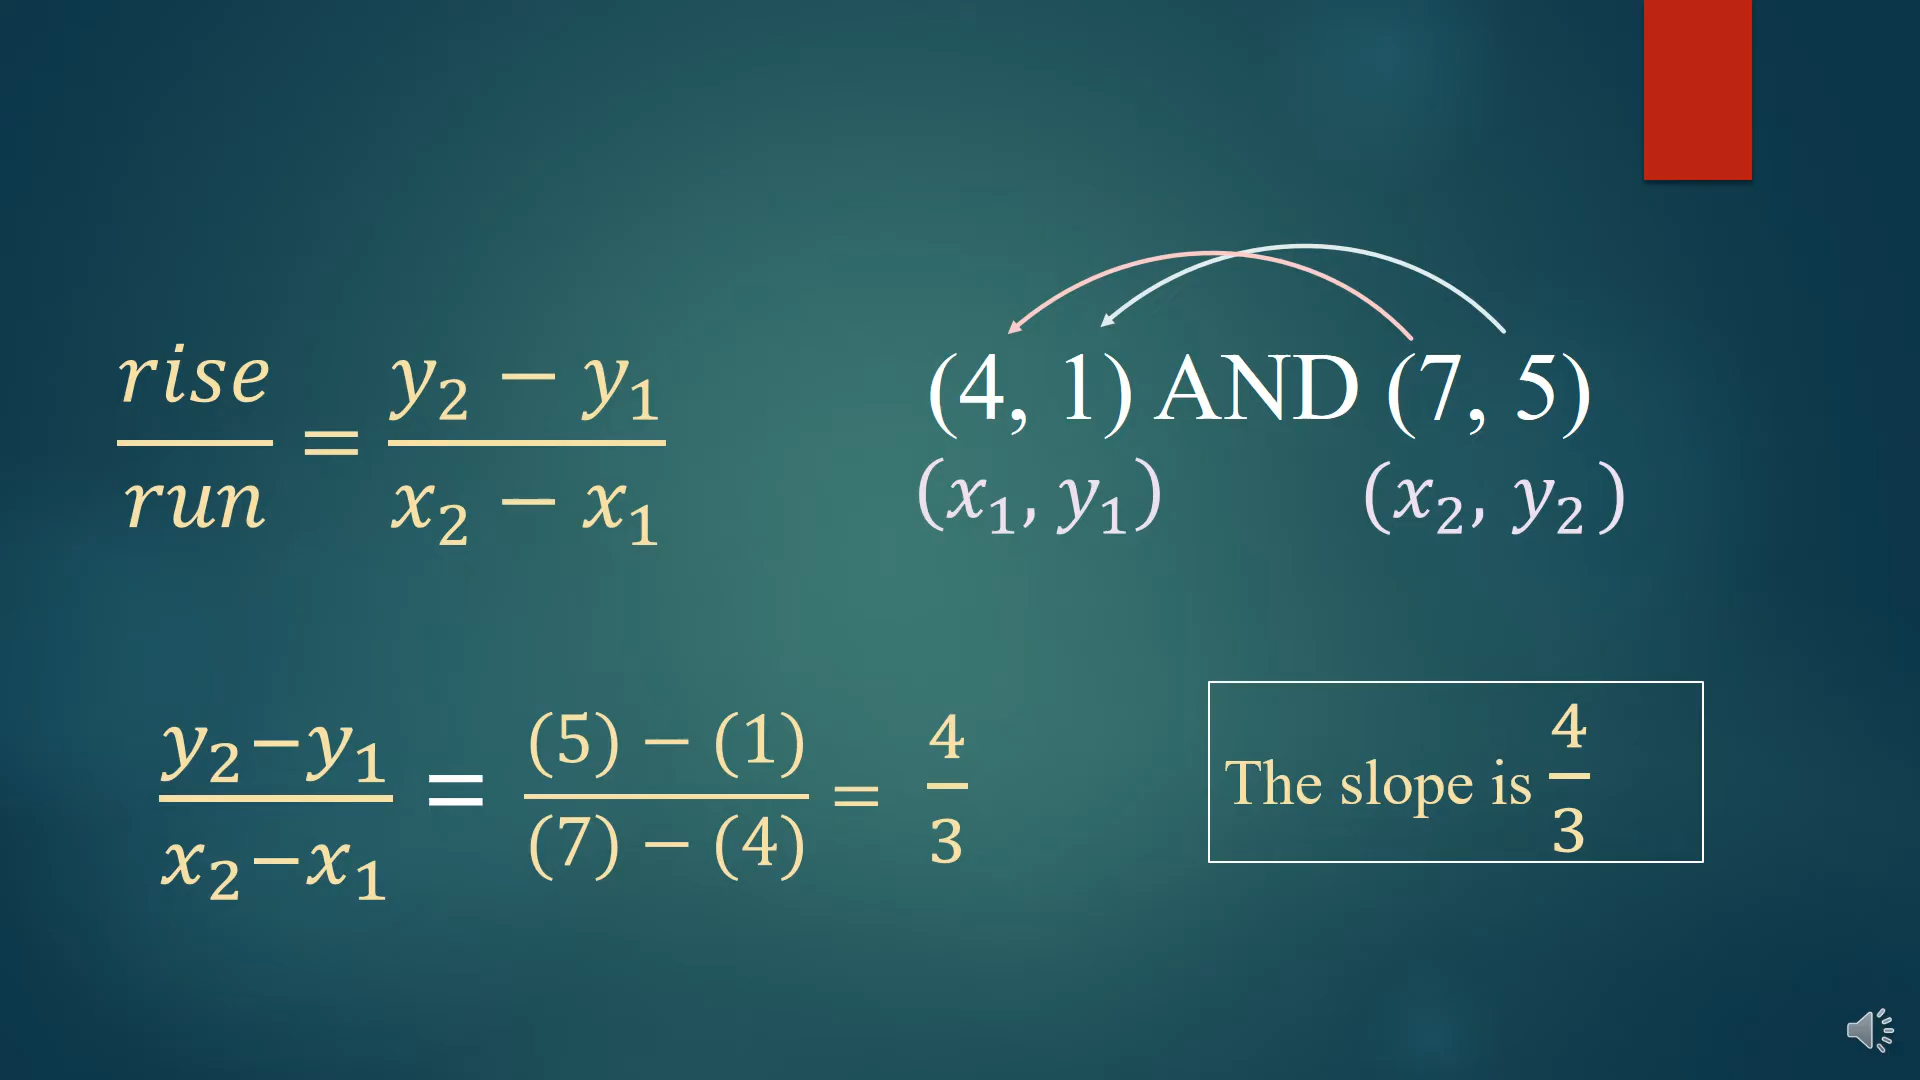 rise/run = y₂ − y₁/x₂ − x₁
(4, 1) AND (7, 5)
(x₁, y₁) (x₂, y₂)
y₂−y₁/x₂−x₁ = (5) − (1)/(7) − (4) = 4/3
The slope is 4/3